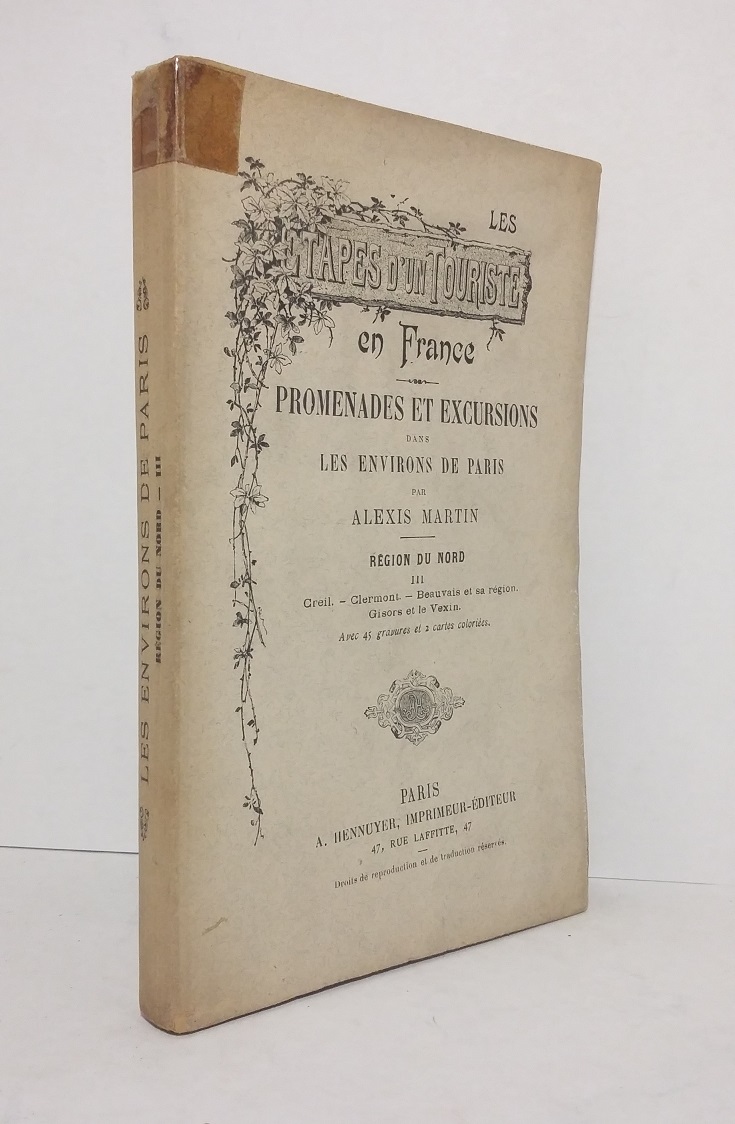 LES
ETAPES D'UN TOURISTE
en France
PROMENADES ET EXCURSIONS
DANS
LES ENVIRONS DE PARIS
PAR
ALEXIS MARTIN
RÉGION DU NORD
III
Creil. – Clermont. – Beauvais et sa région.
Gisors et le Vexin.
Avec 45 gravures et 2 cartes coloriées.
AH
PARIS
A. HENNUYER, IMPRIMEUR-ÉDITEUR
47, RUE LAFFITTE, 47
Droits de reproduction et de traduction réservés.
LES ENVIRONS DE PARIS
RÉGION DU NORD – III